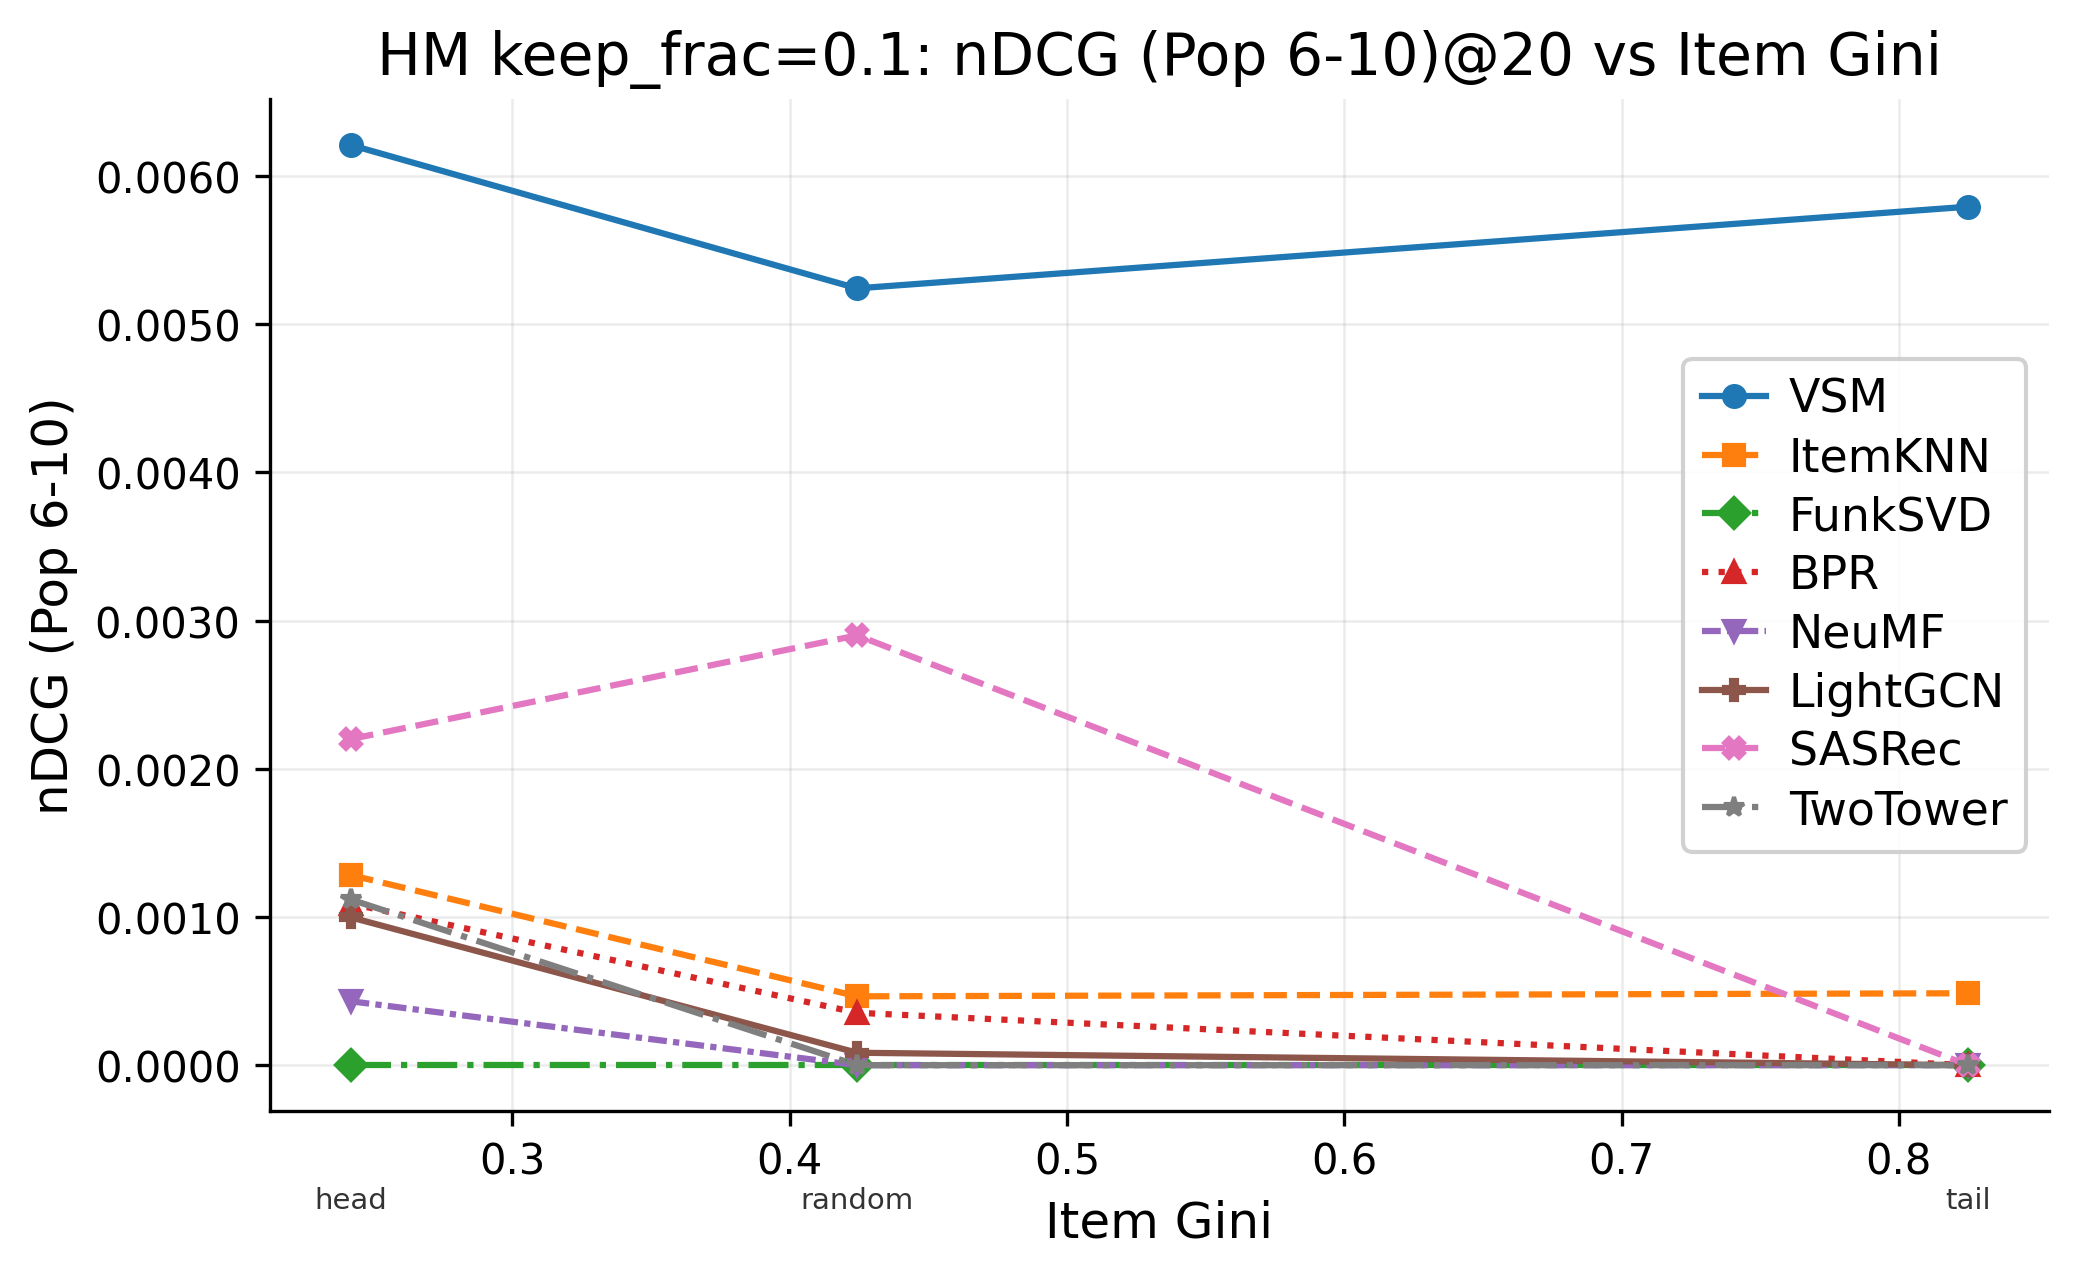 HM keep_frac=0.1: nDCG (Pop 6-10)@20 vs Item Gini
nDCG (Pop 6-10)
0.0060
0.0050
0.0040
0.0030
0.0020
0.0010
0.0000
VSM
ItemKNN
FunkSVD
BPR
NeuMF
LightGCN
SASRec
TwoTower
0.3 0.4 0.5 0.6 0.7 0.8
head random tail
Item Gini